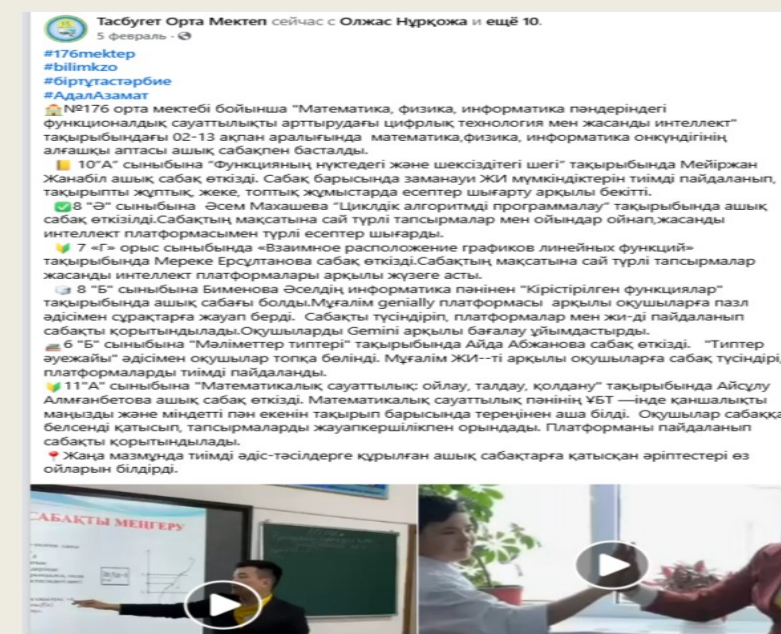 Тасбугет Орта Мектеп сейчас с Олжас Нұрқожа и ещё 10.
5 февраль ·
#176mektep
#bilimkzo
#біртұтастәрбие
#АдалАзамат
№176 орта мектебі бойынша "Математика, физика, информатика пәндеріндегі
функционалдық сауаттылықты арттырудағы цифрлық технология мен жасанды интеллект"
тақырыбындағы 02-13 ақпан аралығында математика,физика, информатика онкүндігінің
алғашқы аптасы ашық сабақпен басталды.
10"А" сыныбына "Функцияның нүктедегі және шексіздітегі шегі" тақырыбында Мейіржан
Жанабіл ашық сабақ өткізді. Сабақ барысында заманауи ЖИ мүмкіндіктерін тиімді пайдаланып,
тақырыпты жұптық, жеке, топтық жұмыстарда есептер шығарту арқылы бекітті.
8 "Ә" сыныбына Әсем Махашева "Циклдік алгоритмді программалау" тақырыбында ашық
сабақ өткізілді.Сабақтың мақсатына сай түрлі тапсырмалар мен ойындар ойнап,жасанды
интеллект платформасымен түрлі есептер шығарды.
7 «Г» орыс сыныбында «Взаимное расположение графиков линейных функций»
тақырыбында Мереке Ерсұлтанова сабақ өткізді.Сабақтың мақсатына сай түрлі тапсырмалар
жасанды интеллект платформалары арқылы жүзеге асты.
8 "Б" сыныбына Бименова Әселдің информатика пәнінен "Кірістірілген функциялар"
тақырыбында ашық сабағы болды.Мұғалім genially платформасы арқылы оқушыларға пазл
әдісімен сұрақтарға жауап берді. Сабақты түсіндіріп, платформалар мен жи-ді пайдаланып
сабақты қорытындылады.Оқушыларды Gemini арқылы бағалау ұйымдастырды.
6 "Б" сыныбына "Мәліметтер типтері" тақырыбында Айда Абжанова сабақ өткізді. "Типтер
әуежайы" әдісімен оқушылар топқа бөлінді. Мұғалім ЖИ--ті арқылы оқушыларға сабақ түсіндірі,
платформаларды тиімді пайдаланды.
11"А" сыныбына "Математикалық сауаттылық: ойлау, талдау, қолдану" тақырыбында Айсұлу
Алмғанбетова ашық сабақ өткізді. Математикалық сауаттылық пәнінің ҰБТ —інде қаншалықты
маңызды және міндетті пән екенін тақырып барысында тереңінен аша білді. Оқушылар сабаққа
белсенді қатысып, тапсырмаларды жауапкершілікпен орындады. Платформаны пайдаланып
сабақты қорытындылады.
Жаңа мазмұнда тиімді әдіс-тәсілдерге құрылған ашық сабақтарға қатысқан әріптестері өз
ойларын білдірді.
САБАҚТЫ МЕҢГЕРУ